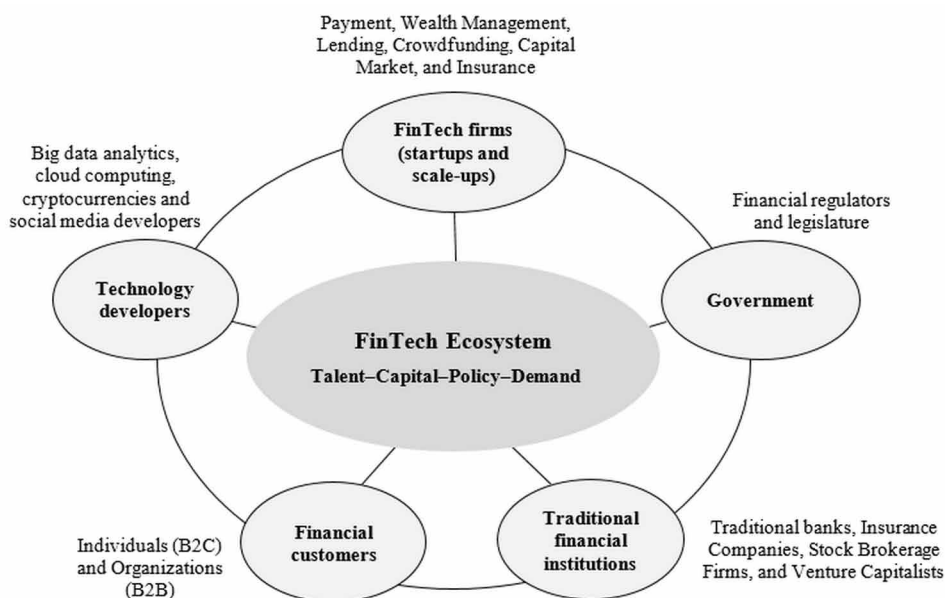 Payment, Wealth Management,
Lending, Crowdfunding, Capital
Market, and Insurance
FinTech firms
(startups and
scale-ups)
Big data analytics,
cloud computing,
cryptocurrencies and
social media developers
Financial regulators
and legislature
Technology
developers
Government
FinTech Ecosystem
Talent–Capital–Policy–Demand
Financial
customers
Traditional
financial
institutions
Individuals (B2C)
and Organizations
(B2B)
Traditional banks, Insurance
Companies, Stock Brokerage
Firms, and Venture Capitalists